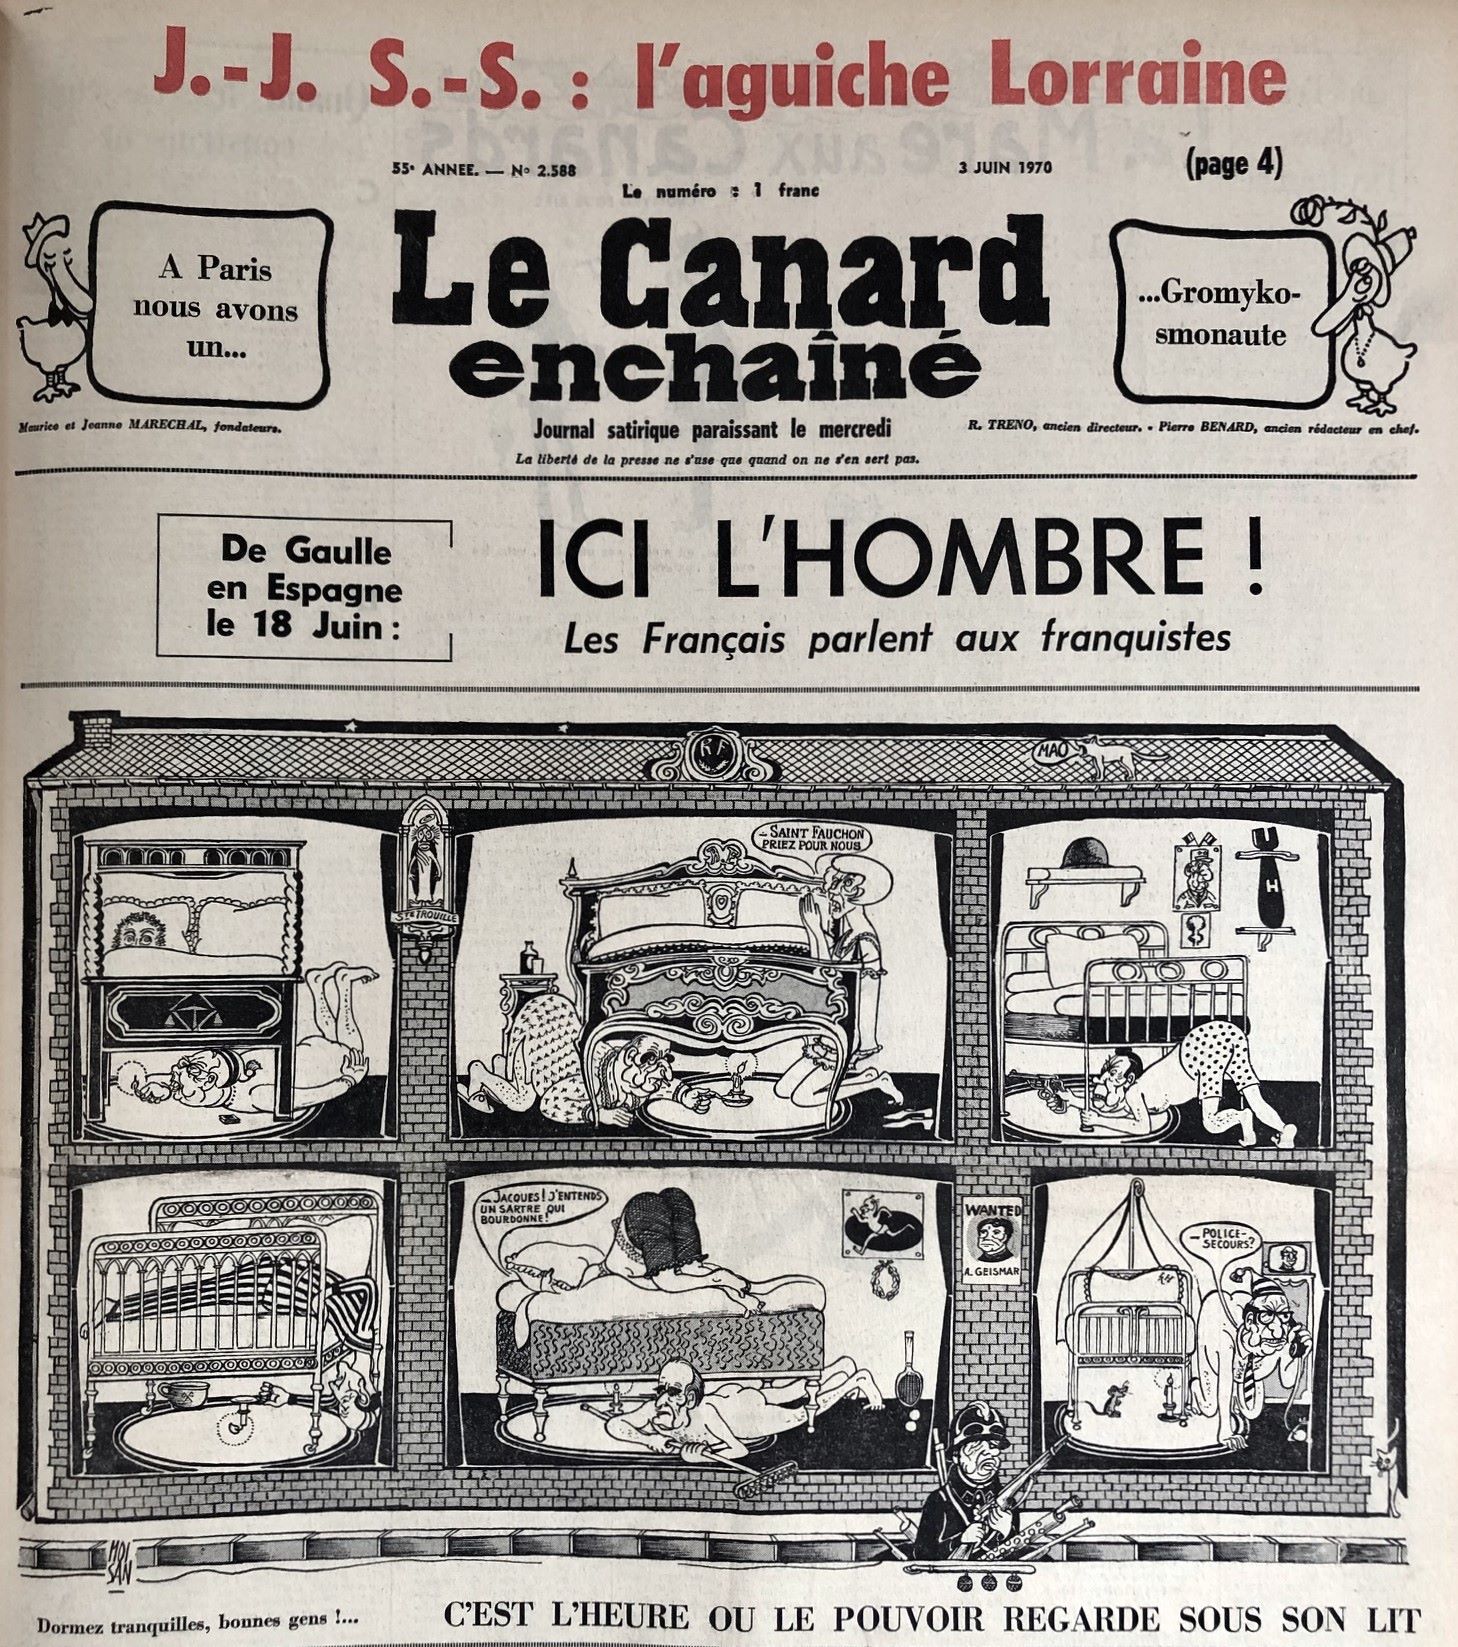 J.-J. S.-S. : l'aguiche Lorraine
(page 4)
55e ANNEE. — No 2.588
3 JUIN 1970
Le numéro : 1 franc
A Paris
nous avons
un...
Le Canard
enchaîné
...Gromyko-
smonaute
Maurice et Jeanne MARECHAL, fondateurs.
Journal satirique paraissant le mercredi
R. TRENO, ancien directeur. - Pierre BENARD, ancien rédacteur en chef.
La liberté de la presse ne s'use que quand on ne s'en sert pas.
De Gaulle
en Espagne
le 18 Juin :
ICI L'HOMBRE !
Les Français parlent aux franquistes
RF
MAO
— SAINT FAUCHON
PRIEZ POUR NOUS
STE TROUILLE
H
— JACQUES ! J'ENTENDS
UN SARTRE QUI
BOURDONNE !
WANTED
A. GEISMAR
— POLICE-
SECOURS ?
MOI
SAN
Dormez tranquilles, bonnes gens !...
C'EST L'HEURE OU LE POUVOIR REGARDE SOUS SON LIT